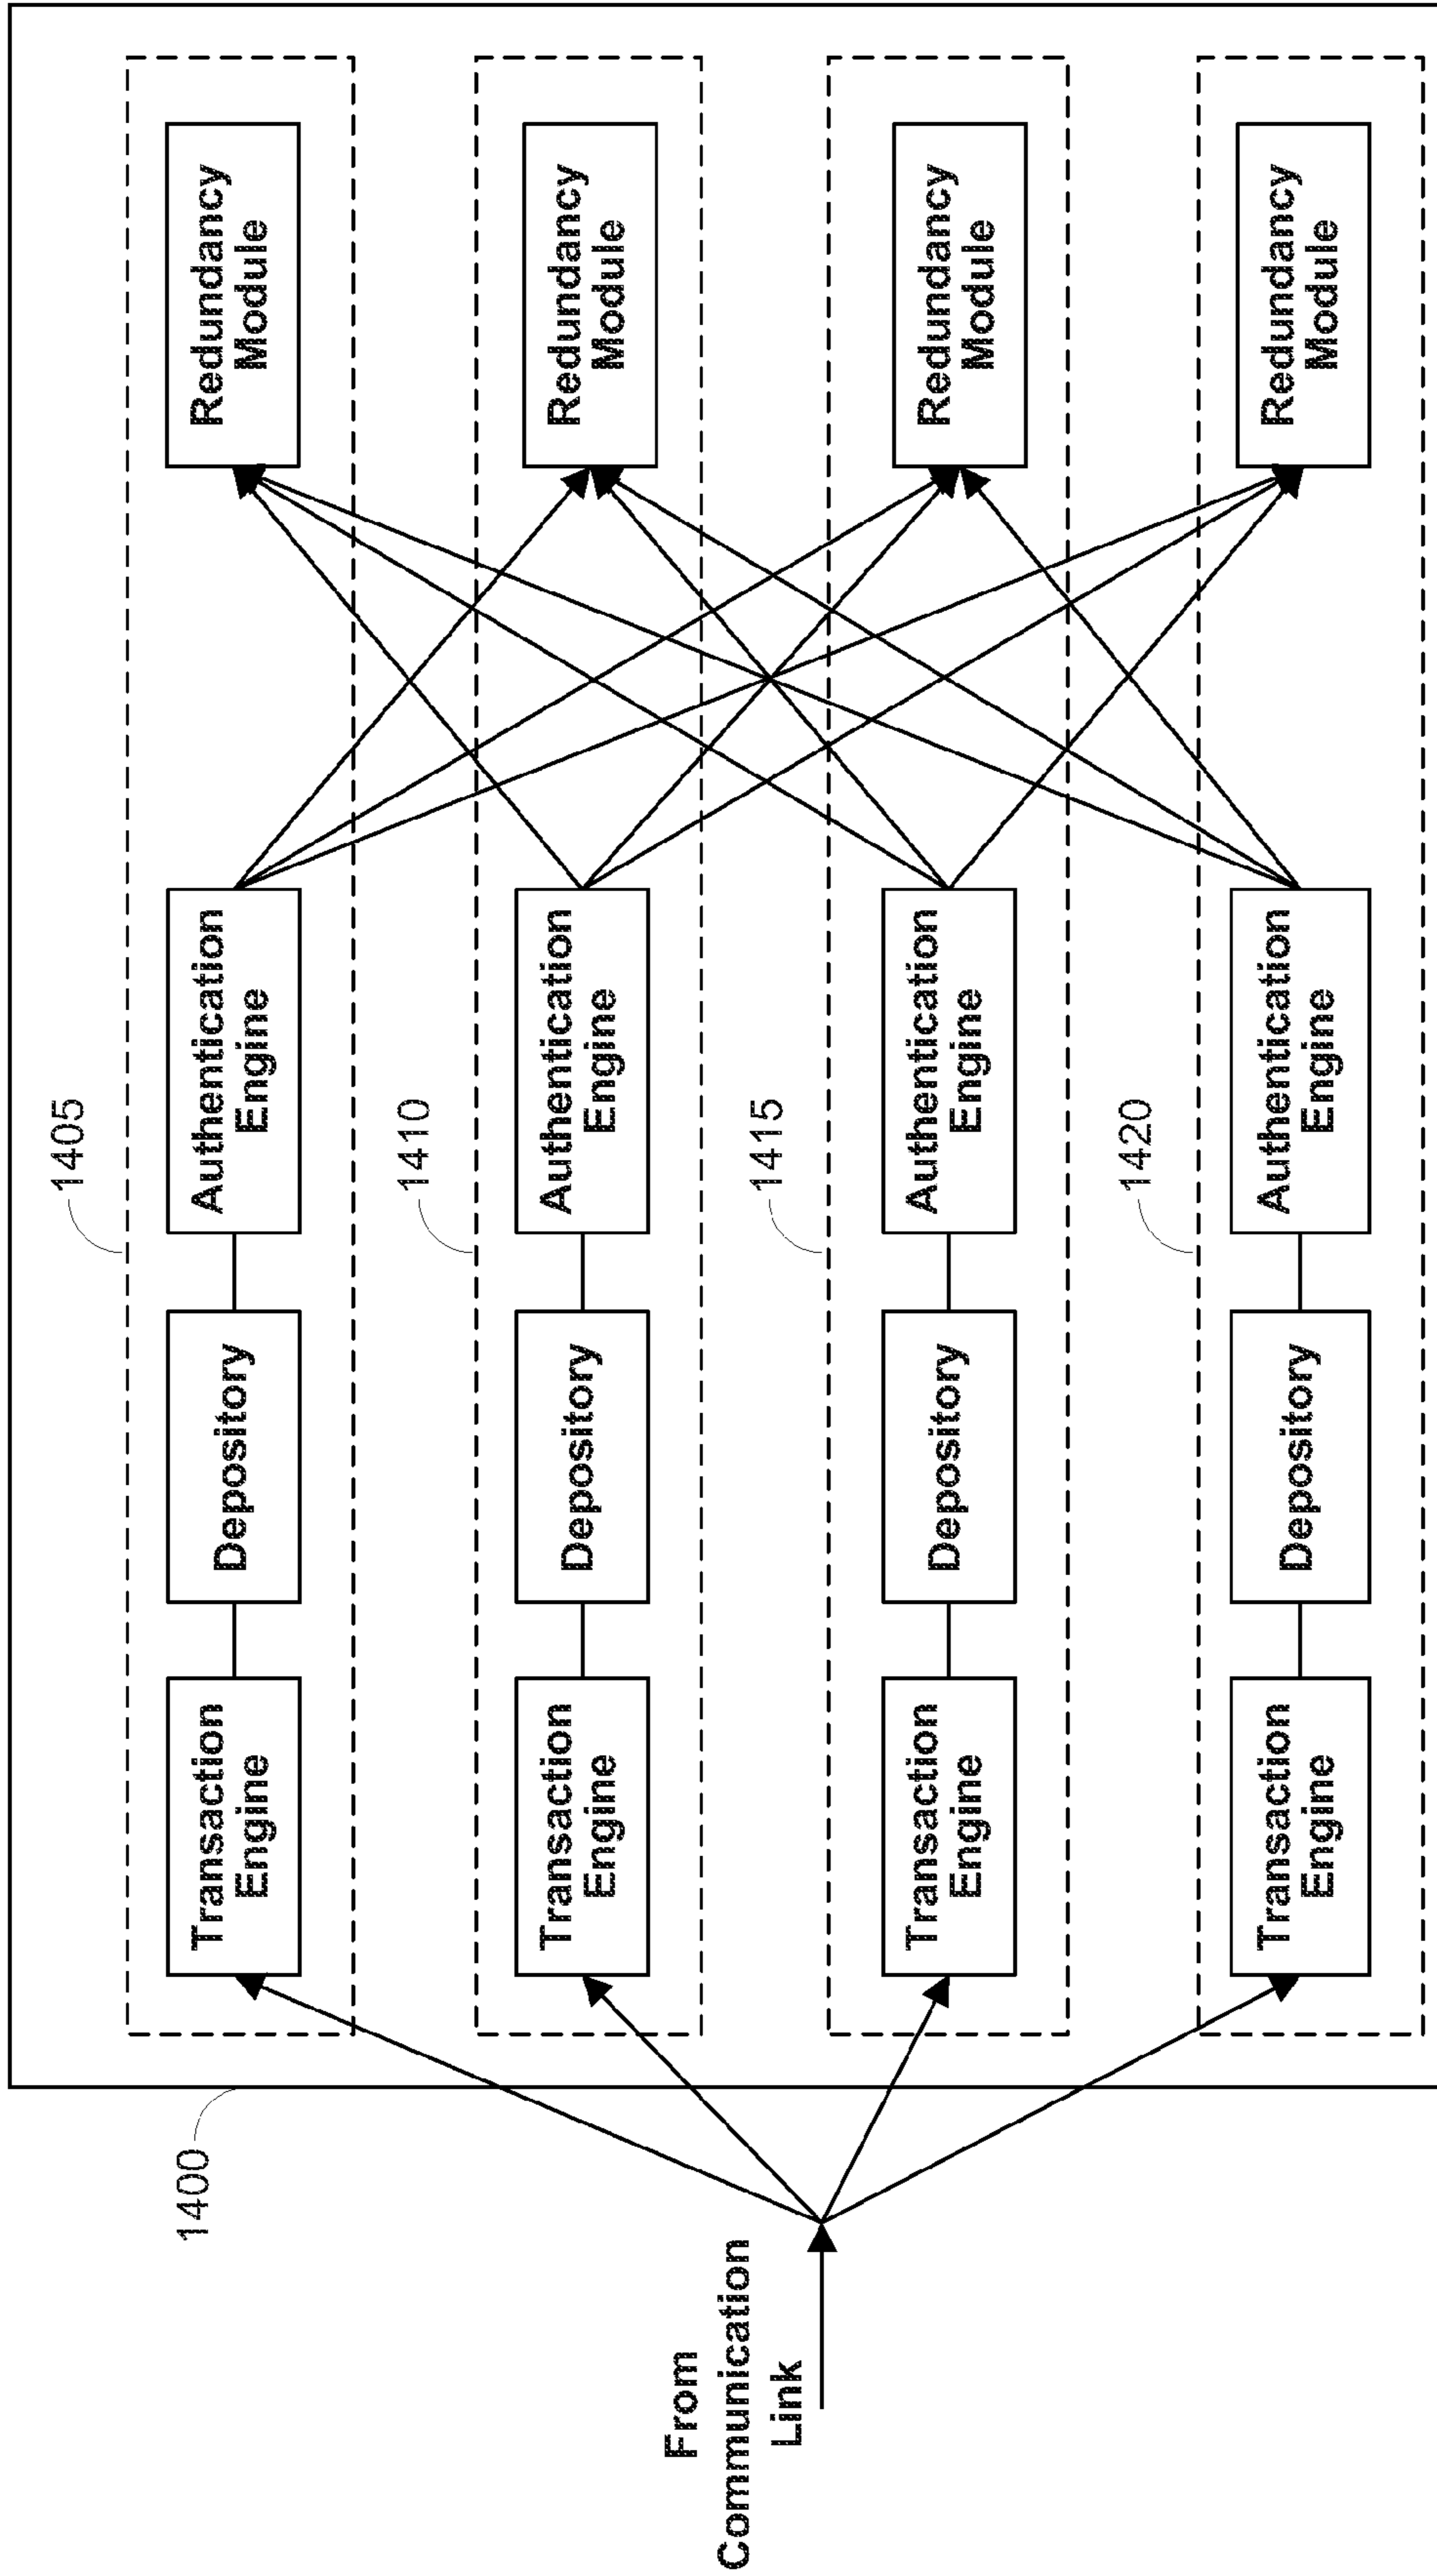 1400
From
Communication
Link
1405
Transaction
Engine
Depository
Authentication
Engine
Redundancy
Module
1410
Transaction
Engine
Depository
Authentication
Engine
Redundancy
Module
1415
Transaction
Engine
Depository
Authentication
Engine
Redundancy
Module
1420
Transaction
Engine
Depository
Authentication
Engine
Redundancy
Module